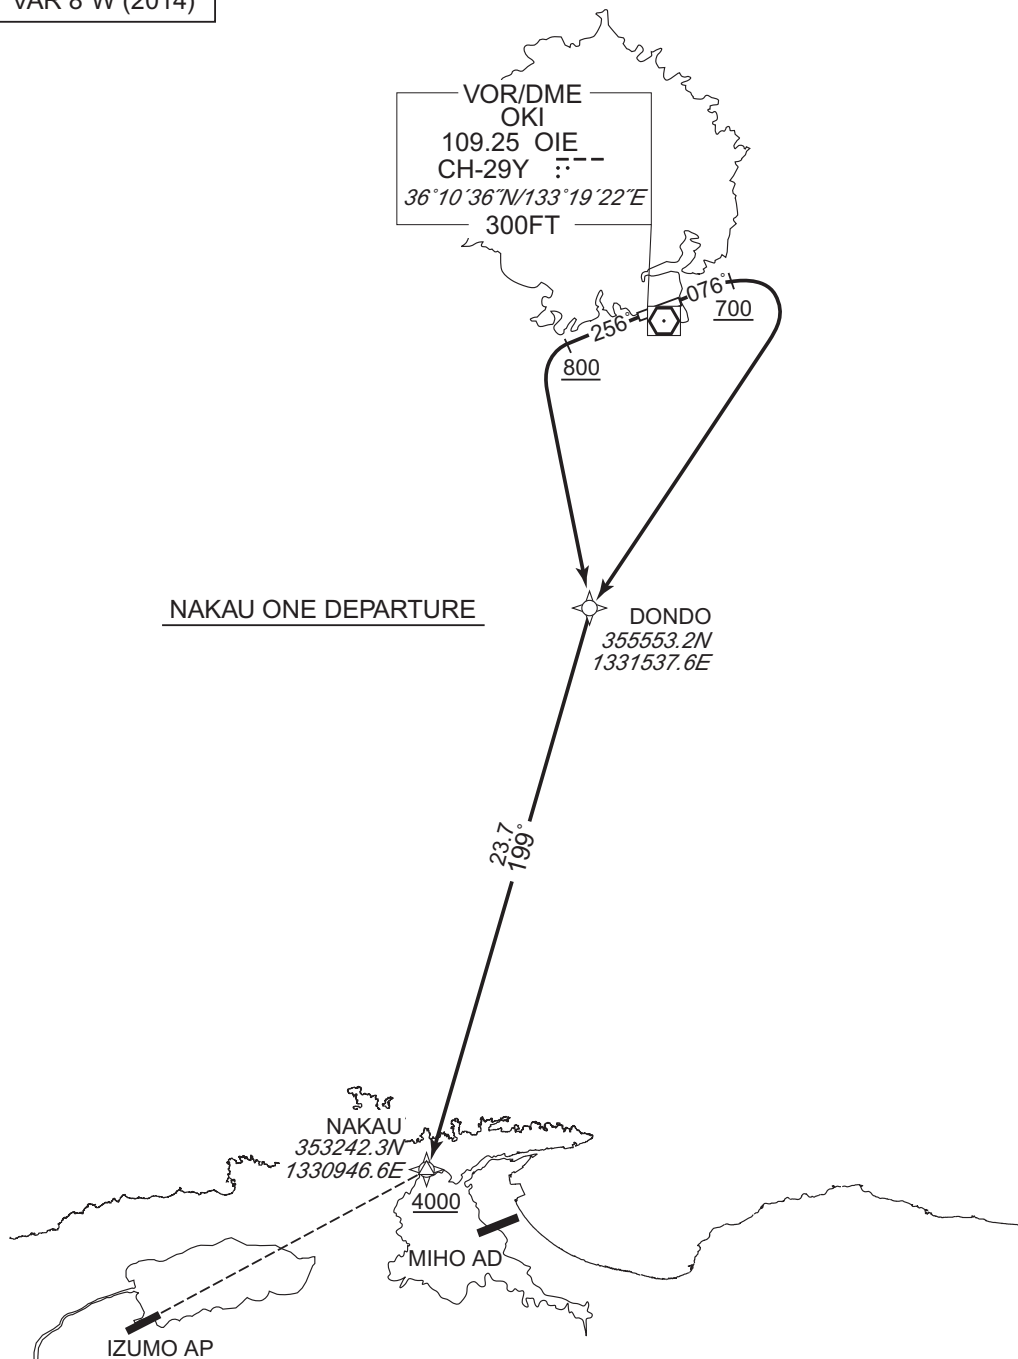 VAR 8°W (2014)
VOR/DME
OKI
109.25 OIE
CH-29Y
36°10´36˝N/133°19´22˝E
300FT
076°
700
256°
800
NAKAU ONE DEPARTURE
DONDO
355553.2N
1331537.6E
23.7
199°
NAKAU
353242.3N
1330946.6E
4000
MIHO AD
IZUMO AP